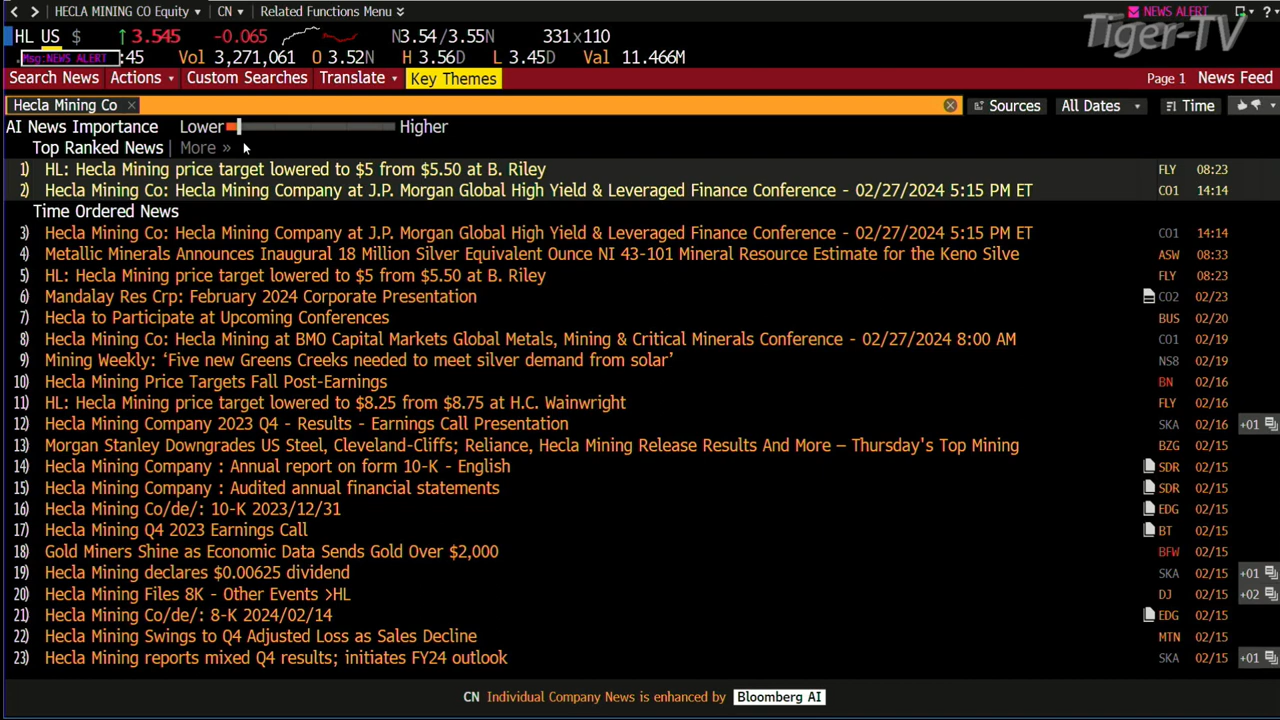 < > HECLA MINING CO Equity ▾ CN ▾ Related Functions Menu NEWS ALERT ?
Tiger-TV
HL US $ ↑ 3.545 -0.065 N3.54 / 3.55N 331 x 110
Msg:NEWS ALERT :45 Vol 3,271,061 O 3.52N H 3.56D L 3.45D Val 11.466M
Search News Actions Custom Searches Translate Key Themes Page 1 News Feed
Hecla Mining Co × Sources All Dates Time
AI News Importance Lower Higher
Top Ranked News | More »
1) HL: Hecla Mining price target lowered to $5 from $5.50 at B. Riley FLY 08:23
2) Hecla Mining Co: Hecla Mining Company at J.P. Morgan Global High Yield & Leveraged Finance Conference - 02/27/2024 5:15 PM ET CO1 14:14
Time Ordered News
3) Hecla Mining Co: Hecla Mining Company at J.P. Morgan Global High Yield & Leveraged Finance Conference - 02/27/2024 5:15 PM ET CO1 14:14
4) Metallic Minerals Announces Inaugural 18 Million Silver Equivalent Ounce NI 43-101 Mineral Resource Estimate for the Keno Silve ASW 08:33
5) HL: Hecla Mining price target lowered to $5 from $5.50 at B. Riley FLY 08:23
6) Mandalay Res Crp: February 2024 Corporate Presentation CO2 02/23
7) Hecla to Participate at Upcoming Conferences BUS 02/20
8) Hecla Mining Co: Hecla Mining at BMO Capital Markets Global Metals, Mining & Critical Minerals Conference - 02/27/2024 8:00 AM CO1 02/19
9) Mining Weekly: ‘Five new Greens Creeks needed to meet silver demand from solar’ NS8 02/19
10) Hecla Mining Price Targets Fall Post-Earnings BN 02/16
11) HL: Hecla Mining price target lowered to $8.25 from $8.75 at H.C. Wainwright FLY 02/16
12) Hecla Mining Company 2023 Q4 - Results - Earnings Call Presentation SKA 02/16 +01
13) Morgan Stanley Downgrades US Steel, Cleveland-Cliffs; Reliance, Hecla Mining Release Results And More – Thursday's Top Mining BZG 02/15
14) Hecla Mining Company : Annual report on form 10-K - English SDR 02/15
15) Hecla Mining Company : Audited annual financial statements SDR 02/15
16) Hecla Mining Co/de/: 10-K 2023/12/31 EDG 02/15
17) Hecla Mining Q4 2023 Earnings Call BT 02/15
18) Gold Miners Shine as Economic Data Sends Gold Over $2,000 BFW 02/15
19) Hecla Mining declares $0.00625 dividend SKA 02/15 +01
20) Hecla Mining Files 8K - Other Events >HL DJ 02/15 +02
21) Hecla Mining Co/de/: 8-K 2024/02/14 EDG 02/15
22) Hecla Mining Swings to Q4 Adjusted Loss as Sales Decline MTN 02/15
23) Hecla Mining reports mixed Q4 results; initiates FY24 outlook SKA 02/15 +01
CN Individual Company News is enhanced by Bloomberg AI